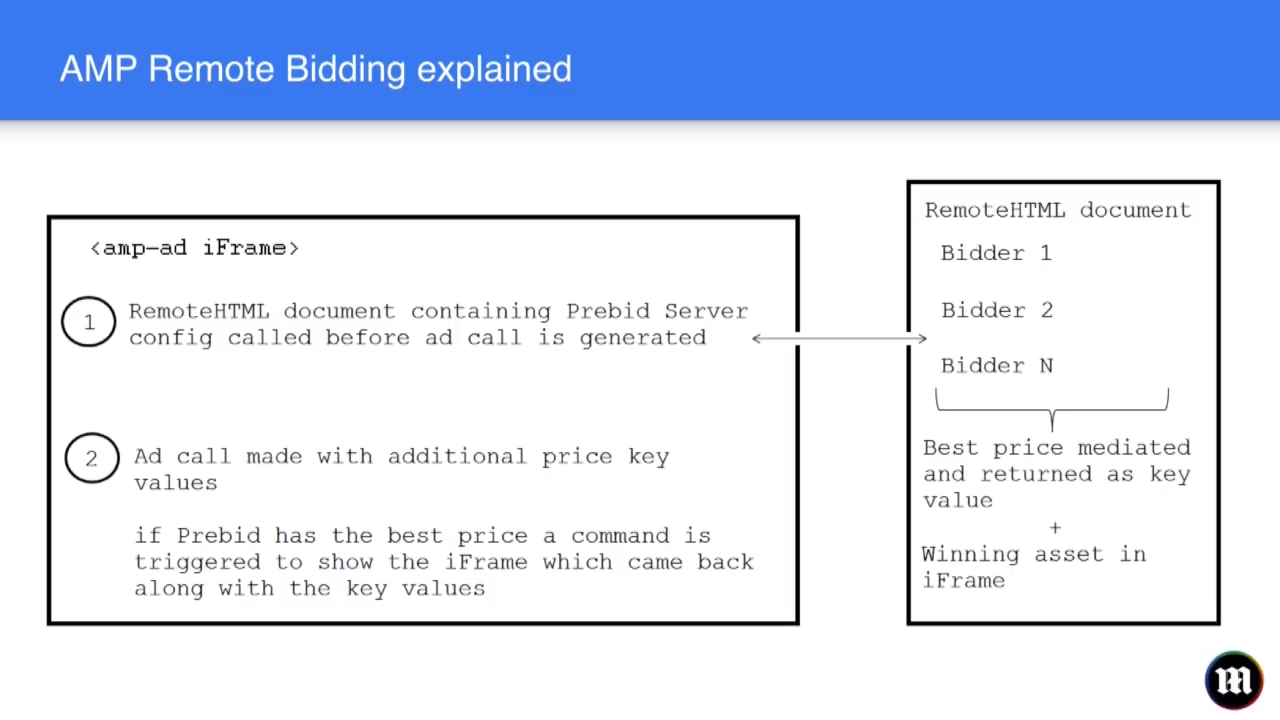 AMP Remote Bidding explained
<amp-ad iFrame>
1
RemoteHTML document containing Prebid Server
config called before ad call is generated
2
Ad call made with additional price key
values
if Prebid has the best price a command is
triggered to show the iFrame which came back
along with the key values
RemoteHTML document
Bidder 1
Bidder 2
Bidder N
Best price mediated
and returned as key
value
+
Winning asset in
iFrame
m